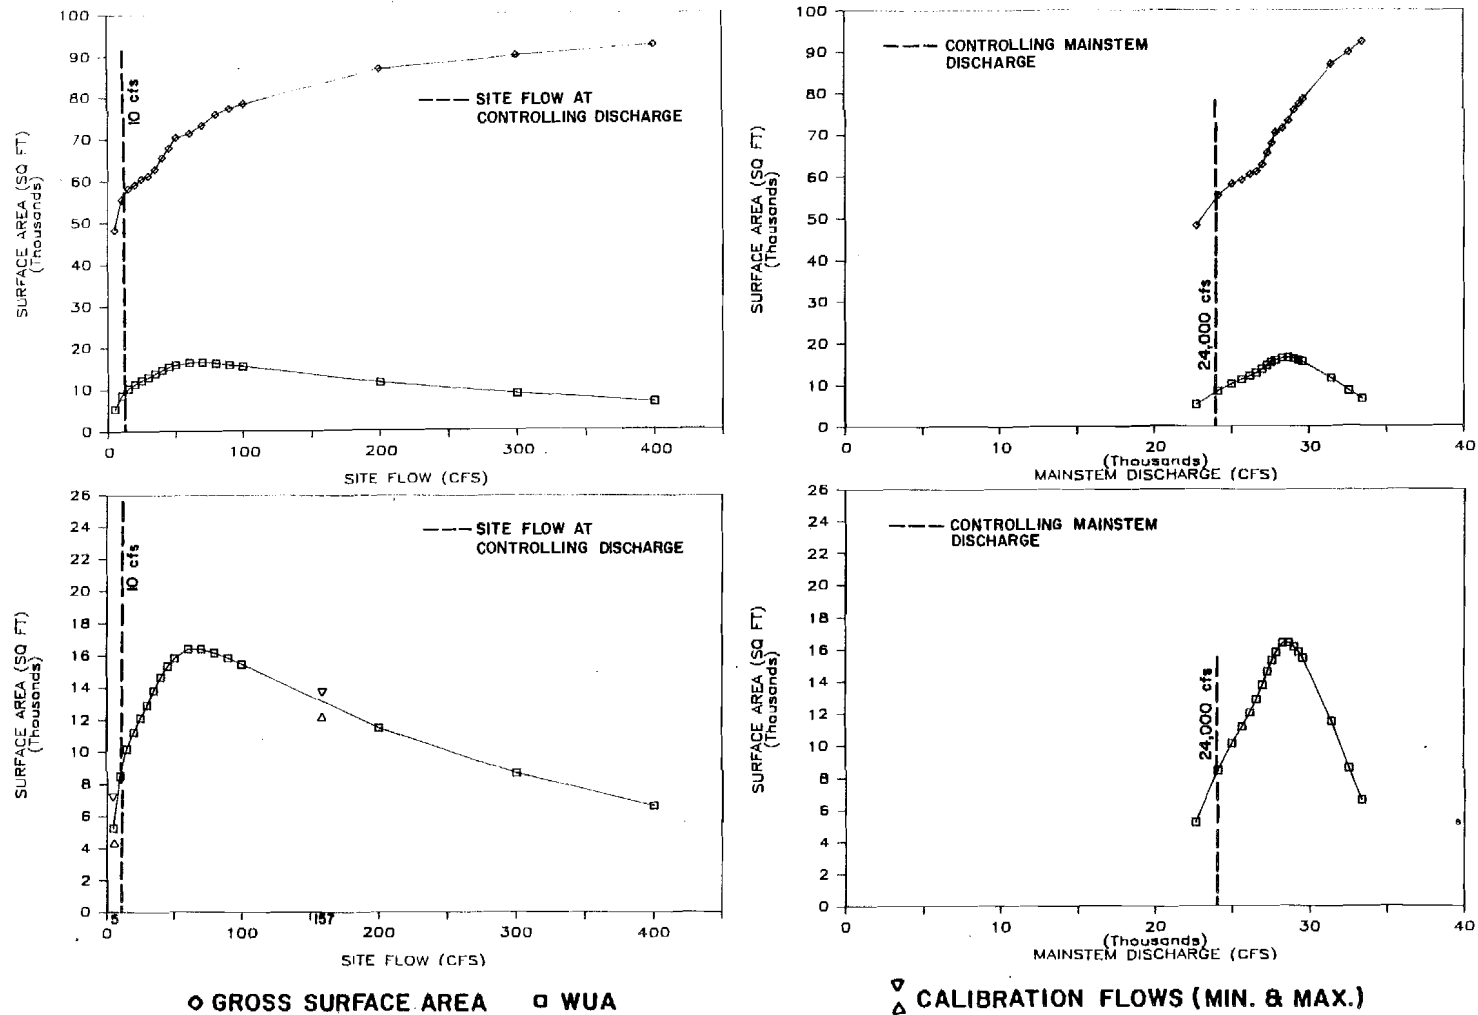 100
90
80
70
60
50
40
30
20
10
0
SURFACE AREA (SQ FT)
(Thousands)
10 cfs
SITE FLOW AT
CONTROLLING DISCHARGE
0 100 200 300 400
SITE FLOW (CFS)
100
90
80
70
60
50
40
30
20
10
0
SURFACE AREA (SQ FT)
(Thousands)
24,000 cfs
CONTROLLING MAINSTEM
DISCHARGE
0 20 30 40
(Thousands)
MAINSTEM DISCHARGE (CFS)
26
24
22
20
18
16
14
12
10
8
6
4
2
0
SURFACE AREA (SQ FT)
(Thousands)
10 cfs
SITE FLOW AT
CONTROLLING DISCHARGE
5 157
0 100 200 300 400
SITE FLOW (CFS)
26
24
22
20
18
16
14
12
10
8
6
4
2
0
SURFACE AREA (SQ FT)
(Thousands)
24,000 cfs
CONTROLLING MAINSTEM
DISCHARGE
0 20 30 40
(Thousands)
MAINSTEM DISCHARGE (CFS)
GROSS SURFACE AREA WUA
CALIBRATION FLOWS (MIN. & MAX.)